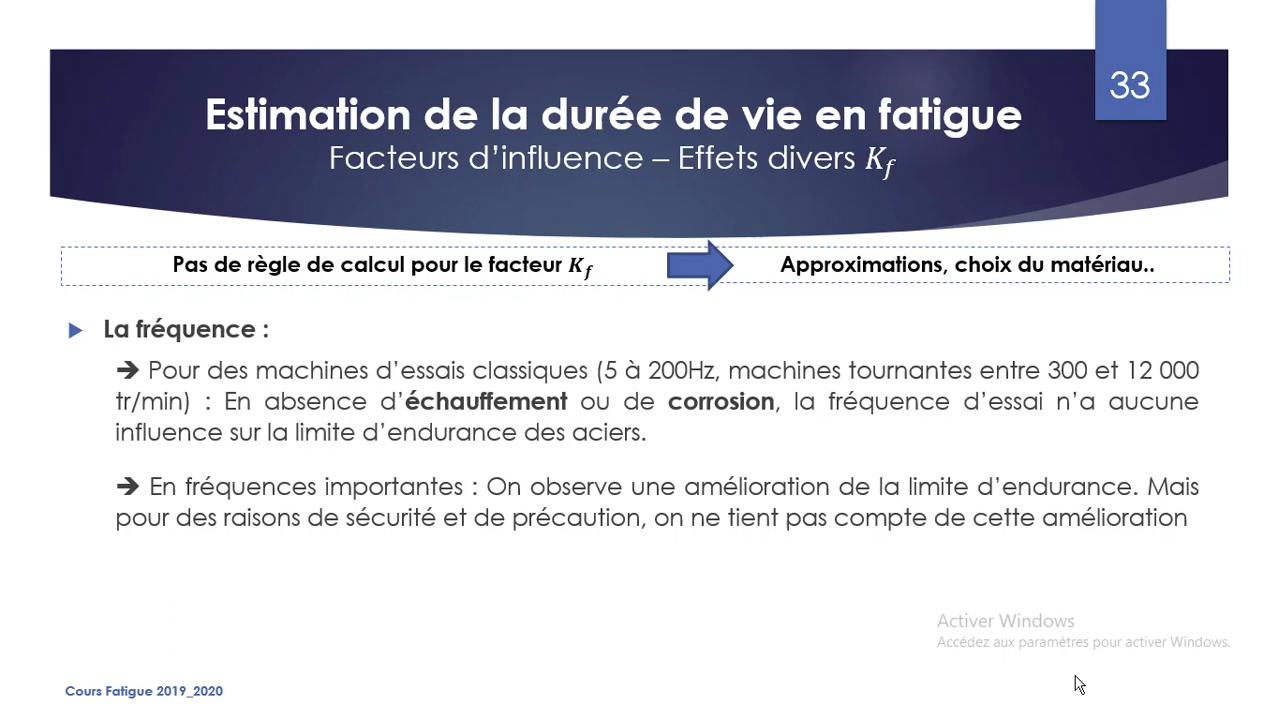 33
Estimation de la durée de vie en fatigue
Facteurs d’influence – Effets divers K_f
Pas de règle de calcul pour le facteur K_f
Approximations, choix du matériau..
La fréquence :
➔ Pour des machines d’essais classiques (5 à 200Hz, machines tournantes entre 300 et 12 000
tr/min) : En absence d’échauffement ou de corrosion, la fréquence d’essai n’a aucune
influence sur la limite d’endurance des aciers.
➔ En fréquences importantes : On observe une amélioration de la limite d’endurance. Mais
pour des raisons de sécurité et de précaution, on ne tient pas compte de cette amélioration
Activer Windows
Accédez aux paramètres pour activer Windows.
Cours Fatigue 2019_2020